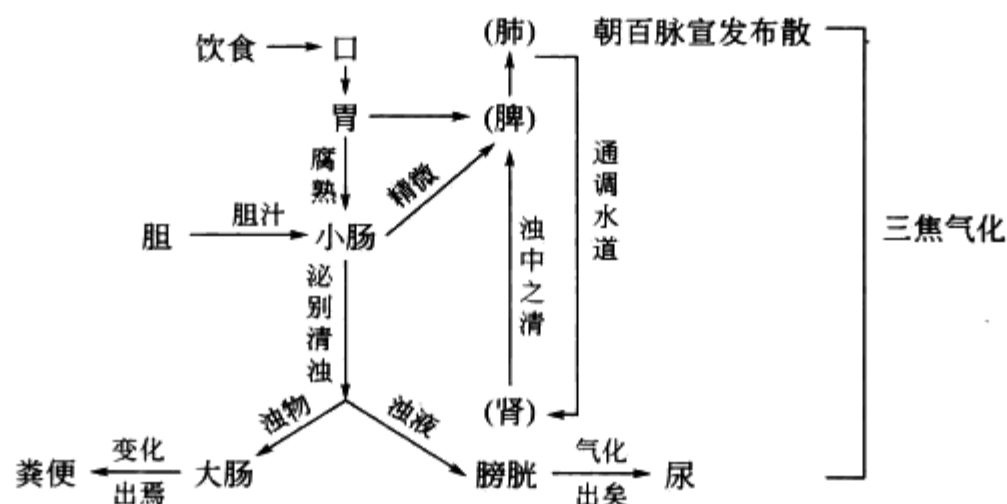 饮食
口
(肺)
朝百脉宣发布散
胃
(脾)
腐熟
精微
通调水道
胆
胆汁
小肠
浊中之清
三焦气化
泌别清浊
(肾)
浊物
浊液
粪便
变化
出焉
大肠
膀胱
气化
出矣
尿